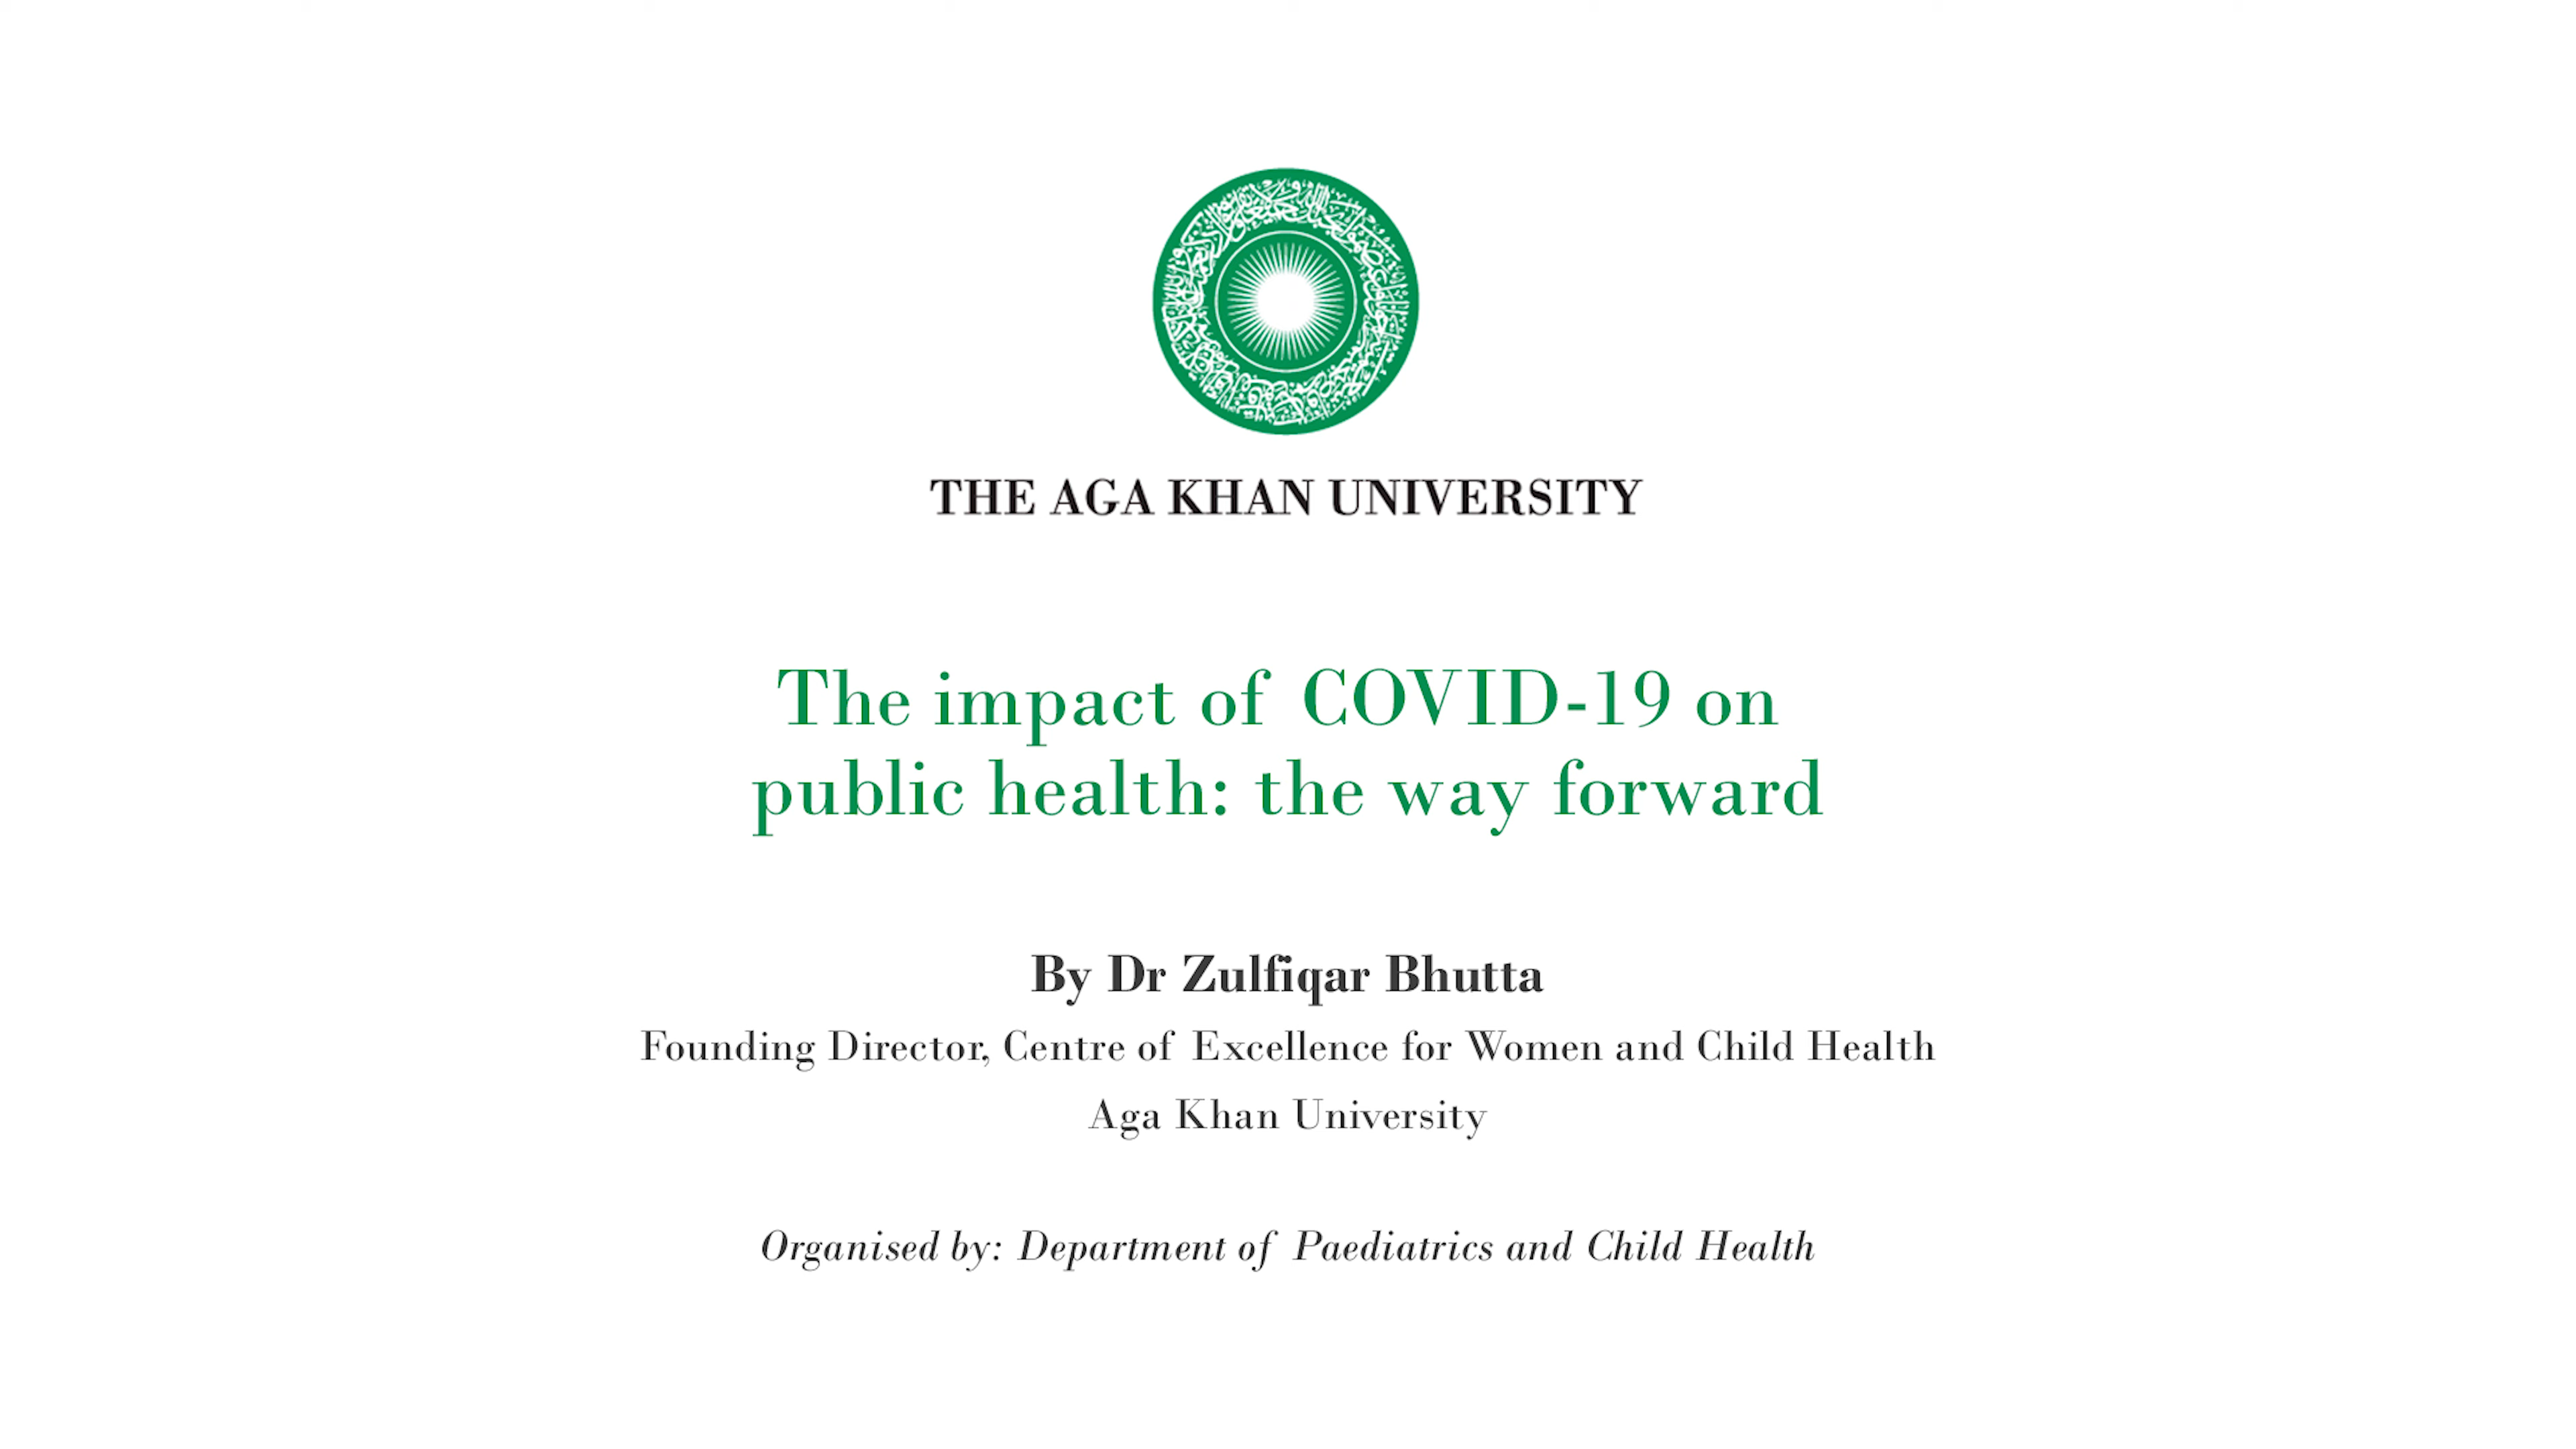 THE AGA KHAN UNIVERSITY
The impact of COVID-19 on
public health: the way forward
By Dr Zulfiqar Bhutta
Founding Director, Centre of Excellence for Women and Child Health
Aga Khan University
Organised by: Department of Paediatrics and Child Health